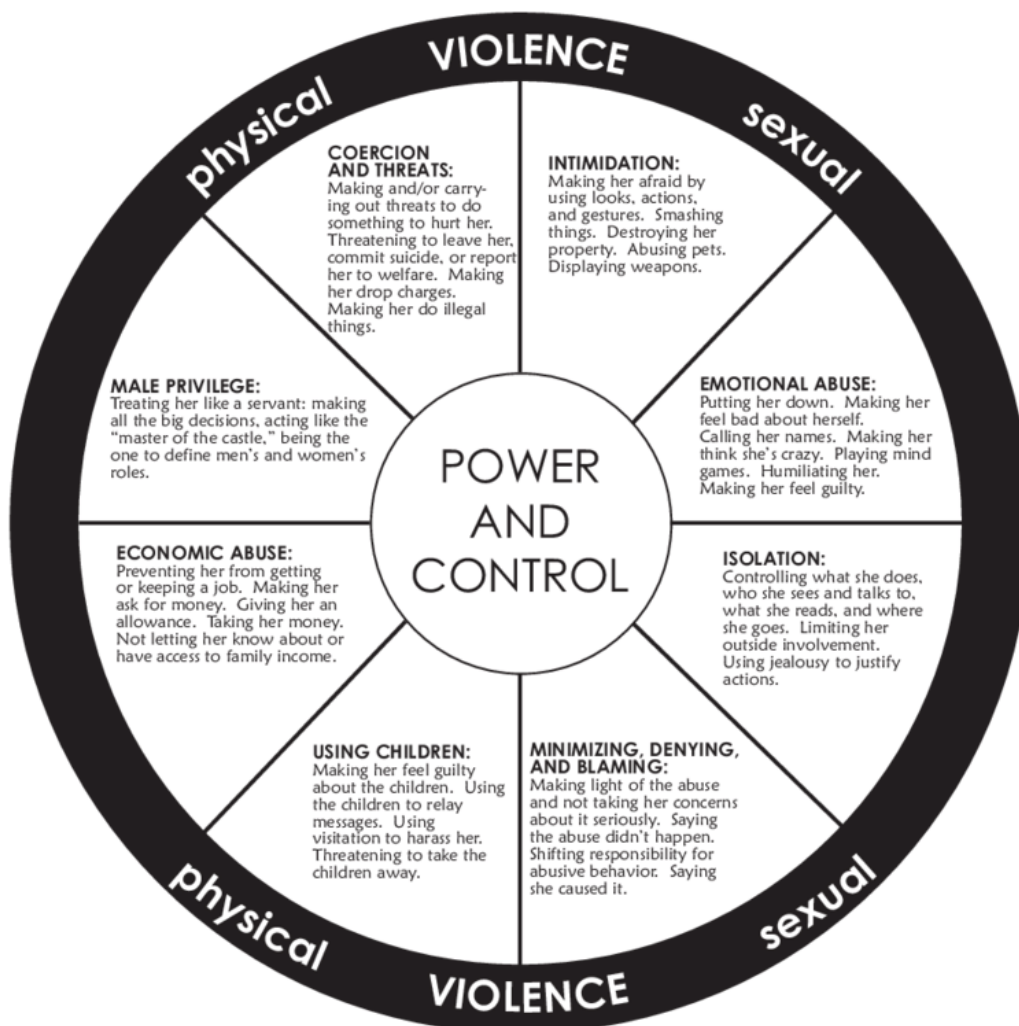 physical VIOLENCE sexual
COERCION
AND THREATS:
Making and/or carry-
ing out threats to do
something to hurt her.
Threatening to leave her,
commit suicide, or report
her to welfare. Making
her drop charges.
Making her do illegal
things.
INTIMIDATION:
Making her afraid by
using looks, actions,
and gestures. Smashing
things. Destroying her
property. Abusing pets.
Displaying weapons.
EMOTIONAL ABUSE:
Putting her down. Making her
feel bad about herself.
Calling her names. Making her
think she's crazy. Playing mind
games. Humiliating her.
Making her feel guilty.
ISOLATION:
Controlling what she does,
who she sees and talks to,
what she reads, and where
she goes. Limiting her
outside involvement.
Using jealousy to justify
actions.
MINIMIZING, DENYING,
AND BLAMING:
Making light of the abuse
and not taking her concerns
about it seriously. Saying
the abuse didn't happen.
Shifting responsibility for
abusive behavior. Saying
she caused it.
USING CHILDREN:
Making her feel guilty
about the children. Using
the children to relay
messages. Using
visitation to harass her.
Threatening to take the
children away.
ECONOMIC ABUSE:
Preventing her from getting
or keeping a job. Making her
ask for money. Giving her an
allowance. Taking her money.
Not letting her know about or
have access to family income.
MALE PRIVILEGE:
Treating her like a servant: making
all the big decisions, acting like the
“master of the castle,” being the
one to define men's and women's
roles.
POWER
AND
CONTROL
physical VIOLENCE sexual